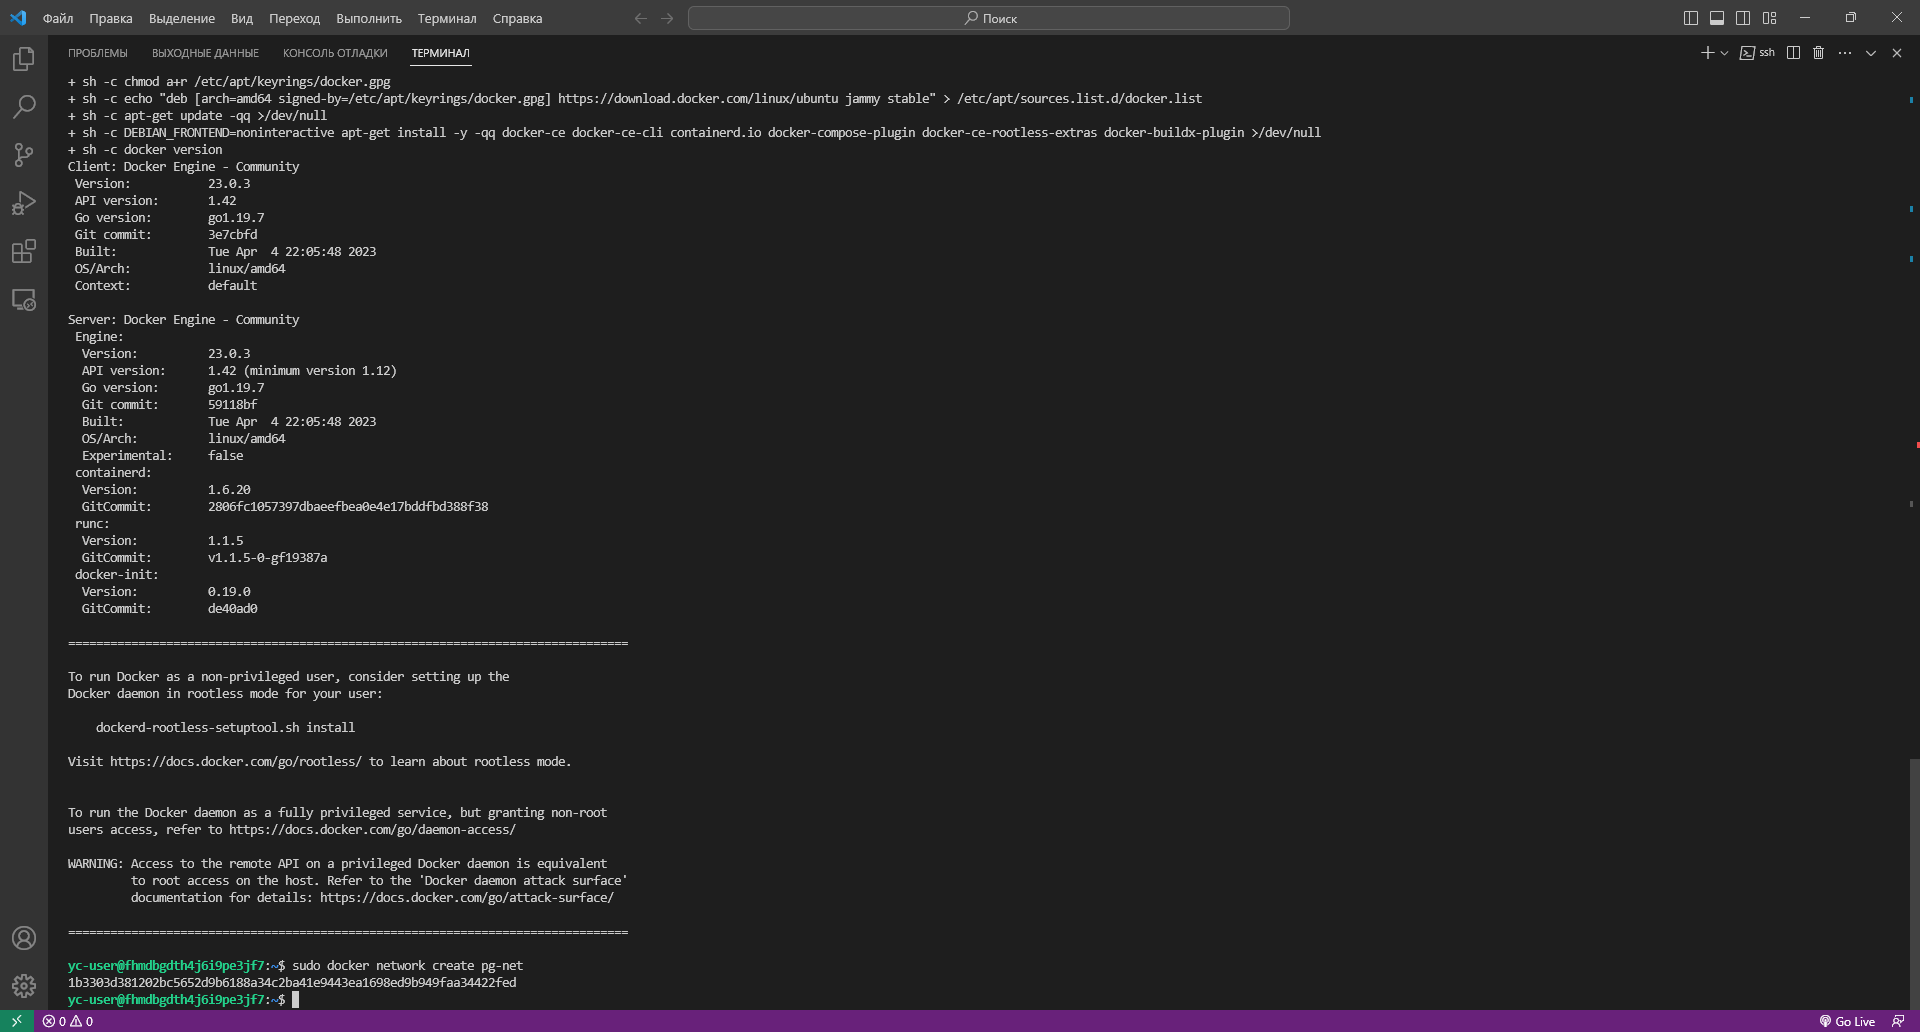 Файл Правка Выделение Вид Переход Выполнить Терминал Справка Поиск
ПРОБЛЕМЫ ВЫХОДНЫЕ ДАННЫЕ КОНСОЛЬ ОТЛАДКИ ТЕРМИНАЛ ssh
+ sh -c chmod a+r /etc/apt/keyrings/docker.gpg
+ sh -c echo "deb [arch=amd64 signed-by=/etc/apt/keyrings/docker.gpg] https://download.docker.com/linux/ubuntu jammy stable" > /etc/apt/sources.list.d/docker.list
+ sh -c apt-get update -qq >/dev/null
+ sh -c DEBIAN_FRONTEND=noninteractive apt-get install -y -qq docker-ce docker-ce-cli containerd.io docker-compose-plugin docker-ce-rootless-extras docker-buildx-plugin >/dev/null
+ sh -c docker version
Client: Docker Engine - Community
Version: 23.0.3
API version: 1.42
Go version: go1.19.7
Git commit: 3e7cbfd
Built: Tue Apr  4 22:05:48 2023
OS/Arch: linux/amd64
Context: default
Server: Docker Engine - Community
Engine:
Version: 23.0.3
API version: 1.42 (minimum version 1.12)
Go version: go1.19.7
Git commit: 59118bf
Built: Tue Apr  4 22:05:48 2023
OS/Arch: linux/amd64
Experimental: false
containerd:
Version: 1.6.20
GitCommit: 2806fc1057397dbaeefbea0e4e17bddfbd388f38
runc:
Version: 1.1.5
GitCommit: v1.1.5-0-gf19387a
docker-init:
Version: 0.19.0
GitCommit: de40ad0
================================================================================
To run Docker as a non-privileged user, consider setting up the
Docker daemon in rootless mode for your user:
dockerd-rootless-setuptool.sh install
Visit https://docs.docker.com/go/rootless/ to learn about rootless mode.
To run the Docker daemon as a fully privileged service, but granting non-root
users access, refer to https://docs.docker.com/go/daemon-access/
WARNING: Access to the remote API on a privileged Docker daemon is equivalent
to root access on the host. Refer to the 'Docker daemon attack surface'
documentation for details: https://docs.docker.com/go/attack-surface/
================================================================================
yc-user@fhmdbgdth4j6i9pe3jf7:~$ sudo docker network create pg-net
1b3303d381202bc5652d9b6188a34c2ba41e9443ea1698ed9b949faa34422fed
yc-user@fhmdbgdth4j6i9pe3jf7:~$
0 0 Go Live